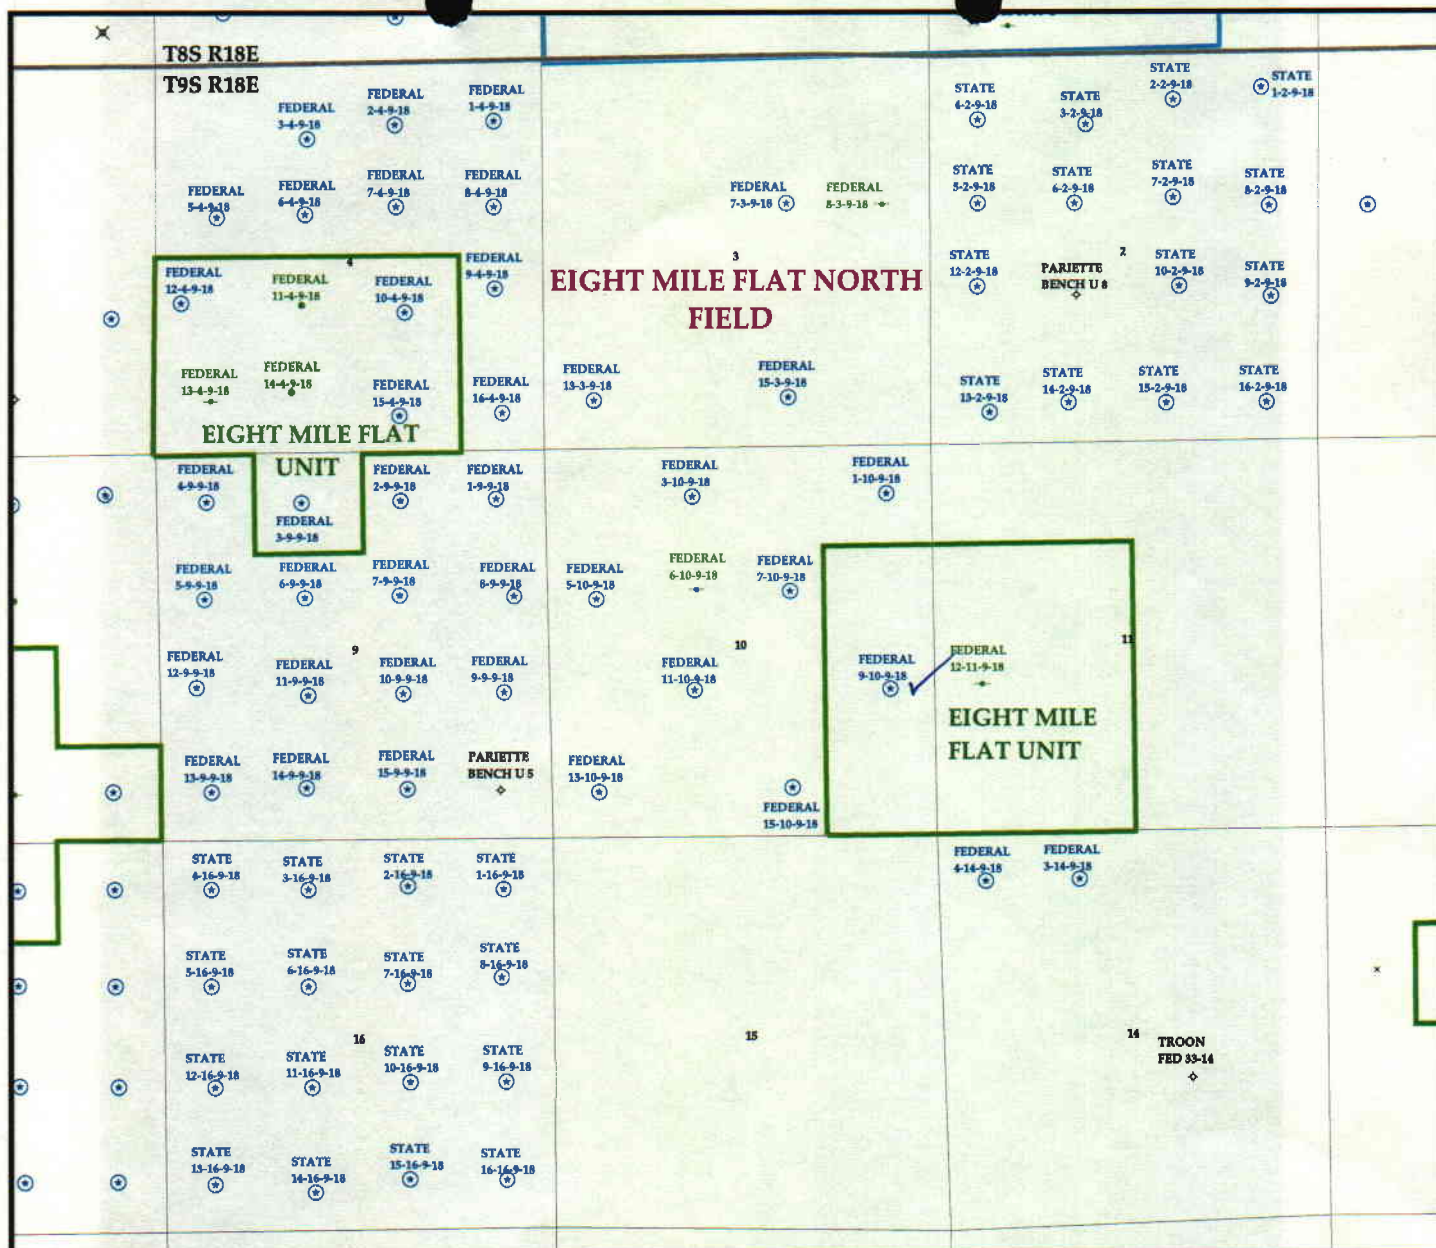 T8S R18E
T9S R18E
FEDERAL
3-4-9-18
FEDERAL
2-4-9-18
FEDERAL
1-4-9-18
STATE
4-2-9-18
STATE
3-2-9-18
STATE
2-2-9-18
STATE
1-2-9-18
FEDERAL
5-4-9-18
FEDERAL
6-4-9-18
FEDERAL
7-4-9-18
FEDERAL
8-4-9-18
FEDERAL
7-3-9-18
FEDERAL
8-3-9-18
STATE
5-2-9-18
STATE
6-2-9-18
STATE
7-2-9-18
STATE
8-2-9-18
FEDERAL
12-4-9-18
FEDERAL
11-4-9-18
4
FEDERAL
10-4-9-18
FEDERAL
9-4-9-18
3
EIGHT MILE FLAT NORTH
FIELD
STATE
12-2-9-18
PARIETTE
BENCH U 8
2
STATE
10-2-9-18
STATE
9-2-9-18
FEDERAL
13-4-9-18
FEDERAL
14-4-9-18
FEDERAL
15-4-9-18
FEDERAL
16-4-9-18
FEDERAL
13-3-9-18
FEDERAL
15-3-9-18
STATE
13-2-9-18
STATE
14-2-9-18
STATE
15-2-9-18
STATE
16-2-9-18
EIGHT MILE FLAT
UNIT
FEDERAL
4-9-9-18
FEDERAL
3-9-9-18
FEDERAL
2-9-9-18
FEDERAL
1-9-9-18
FEDERAL
3-10-9-18
FEDERAL
1-10-9-18
FEDERAL
5-9-9-18
FEDERAL
6-9-9-18
FEDERAL
7-9-9-18
FEDERAL
8-9-9-18
FEDERAL
5-10-9-18
FEDERAL
6-10-9-18
FEDERAL
7-10-9-18
FEDERAL
12-9-9-18
FEDERAL
11-9-9-18
9
FEDERAL
10-9-9-18
FEDERAL
9-9-9-18
FEDERAL
11-10-9-18
10
FEDERAL
9-10-9-18
FEDERAL
12-11-9-18
11
EIGHT MILE
FLAT UNIT
FEDERAL
13-9-9-18
FEDERAL
14-9-9-18
FEDERAL
15-9-9-18
PARIETTE
BENCH U 5
FEDERAL
13-10-9-18
FEDERAL
15-10-9-18
STATE
4-16-9-18
STATE
3-16-9-18
STATE
2-16-9-18
STATE
1-16-9-18
FEDERAL
4-14-9-18
FEDERAL
3-14-9-18
STATE
5-16-9-18
STATE
6-16-9-18
STATE
7-16-9-18
STATE
8-16-9-18
16
15
14
TROON
FED 33-14
STATE
12-16-9-18
STATE
11-16-9-18
STATE
10-16-9-18
STATE
9-16-9-18
STATE
13-16-9-18
STATE
14-16-9-18
STATE
15-16-9-18
STATE
16-16-9-18